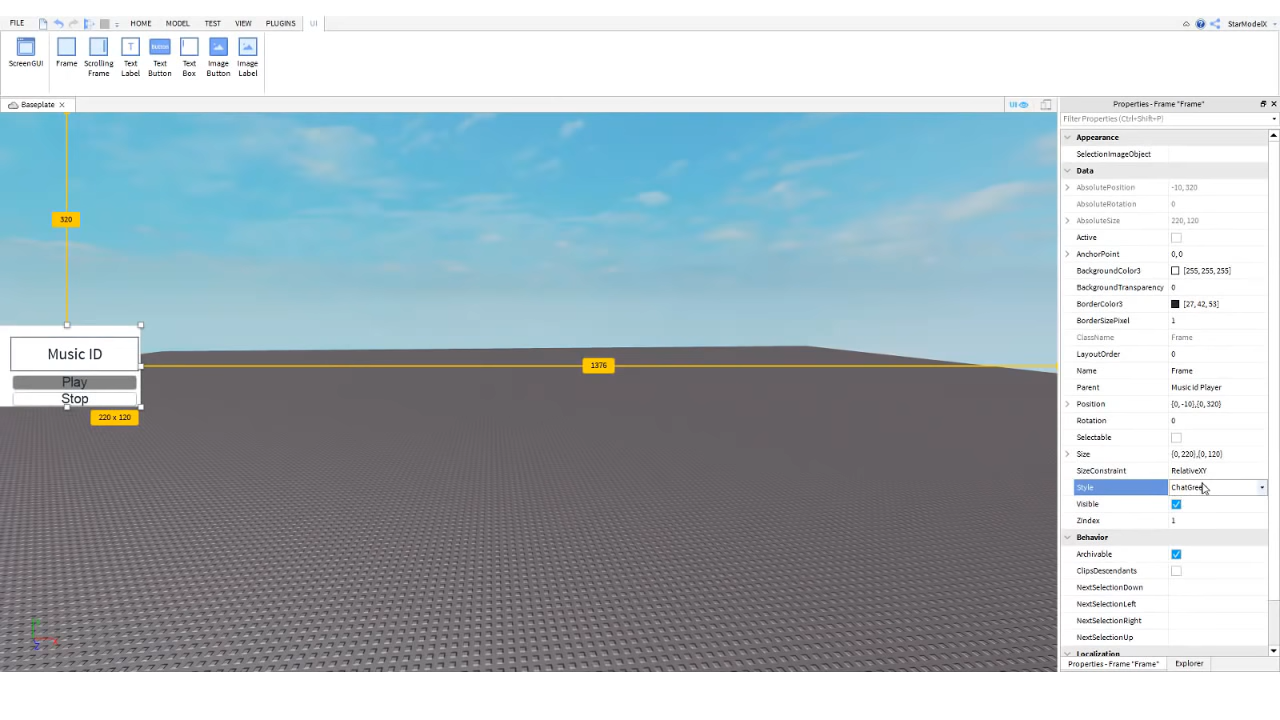 FILE HOME MODEL TEST VIEW PLUGINS UI StarModelX
ScreenGUI Frame Scrolling Frame Text Label Button Text Button Text Box Image Button Image Label
Baseplate UI Properties - Frame "Frame"
Filter Properties (Ctrl+Shift+P)
Appearance
SelectionImageObject
Data
AbsolutePosition -10, 320
AbsoluteRotation 0
320
AbsoluteSize 220, 120
Active
AnchorPoint 0, 0
BackgroundColor3 [255, 255, 255]
BackgroundTransparency 0
BorderColor3 [27, 42, 53]
BorderSizePixel 1
ClassName Frame
Music ID
LayoutOrder 0
1376
Name Frame
Play
Parent Music id Player
Stop
Position {0, -10},{0, 320}
220 x 120
Rotation 0
Selectable
Size {0, 220},{0, 120}
SizeConstraint RelativeXY
Style
Visible
ZIndex 1
Behavior
Archivable
ClipsDescendants
NextSelectionDown
NextSelectionLeft
NextSelectionRight
NextSelectionUp
Localization
Properties - Frame "Frame" Explorer